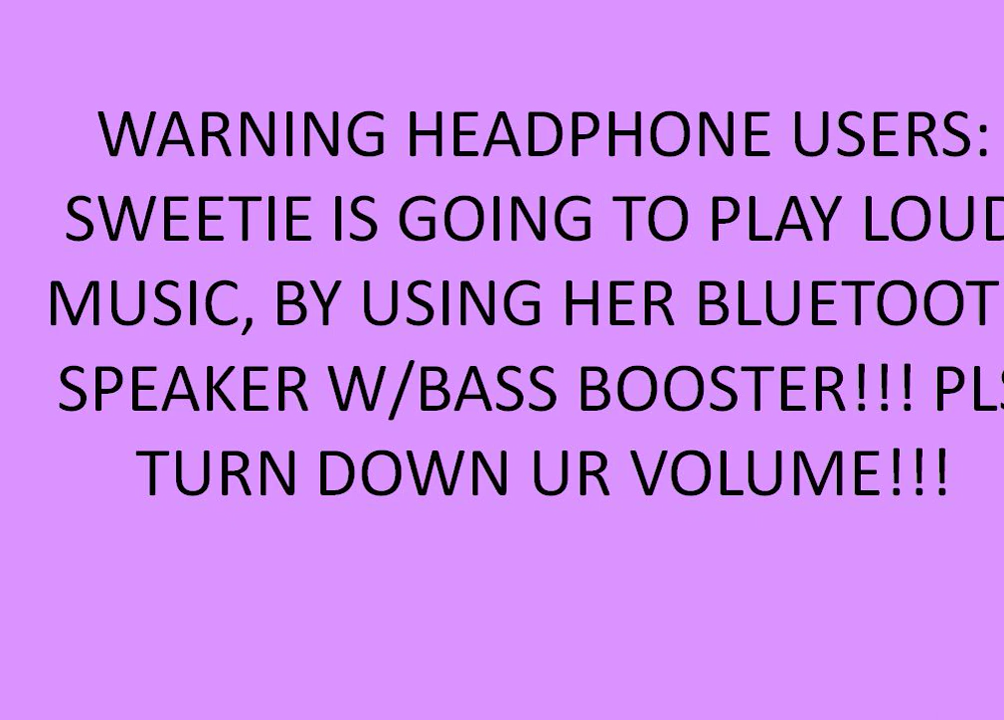 WARNING HEADPHONE USERS:
SWEETIE IS GOING TO PLAY LOUD
MUSIC, BY USING HER BLUETOOT
SPEAKER W/BASS BOOSTER!!! PLS
TURN DOWN UR VOLUME!!!